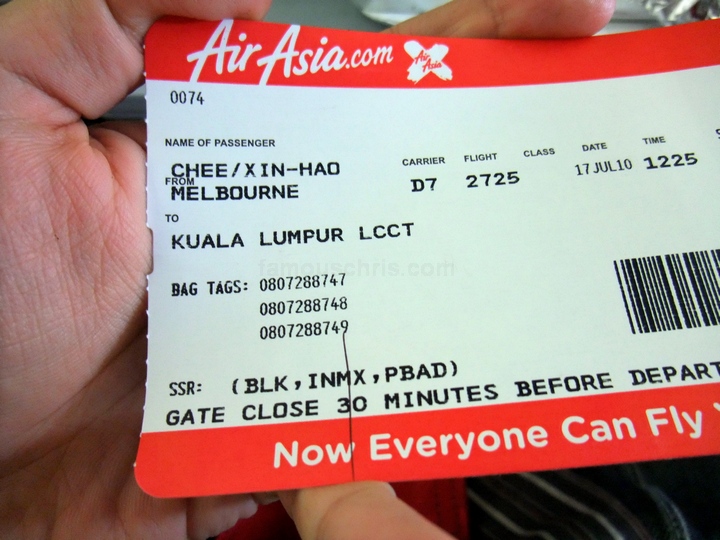 AirAsia.com Air Asia
0074
NAME OF PASSENGER
CHEE/XIN-HAO
FROM
MELBOURNE
CARRIER FLIGHT CLASS DATE TIME
D7 2725 17JUL10 1225
TO
KUALA LUMPUR LCCT
famouschris.com
BAG TAGS: 0807288747
0807288748
0807288749
SSR: (BLK,INMX,PBAD)
GATE CLOSE 30 MINUTES BEFORE DEPART
Now Everyone Can Fly